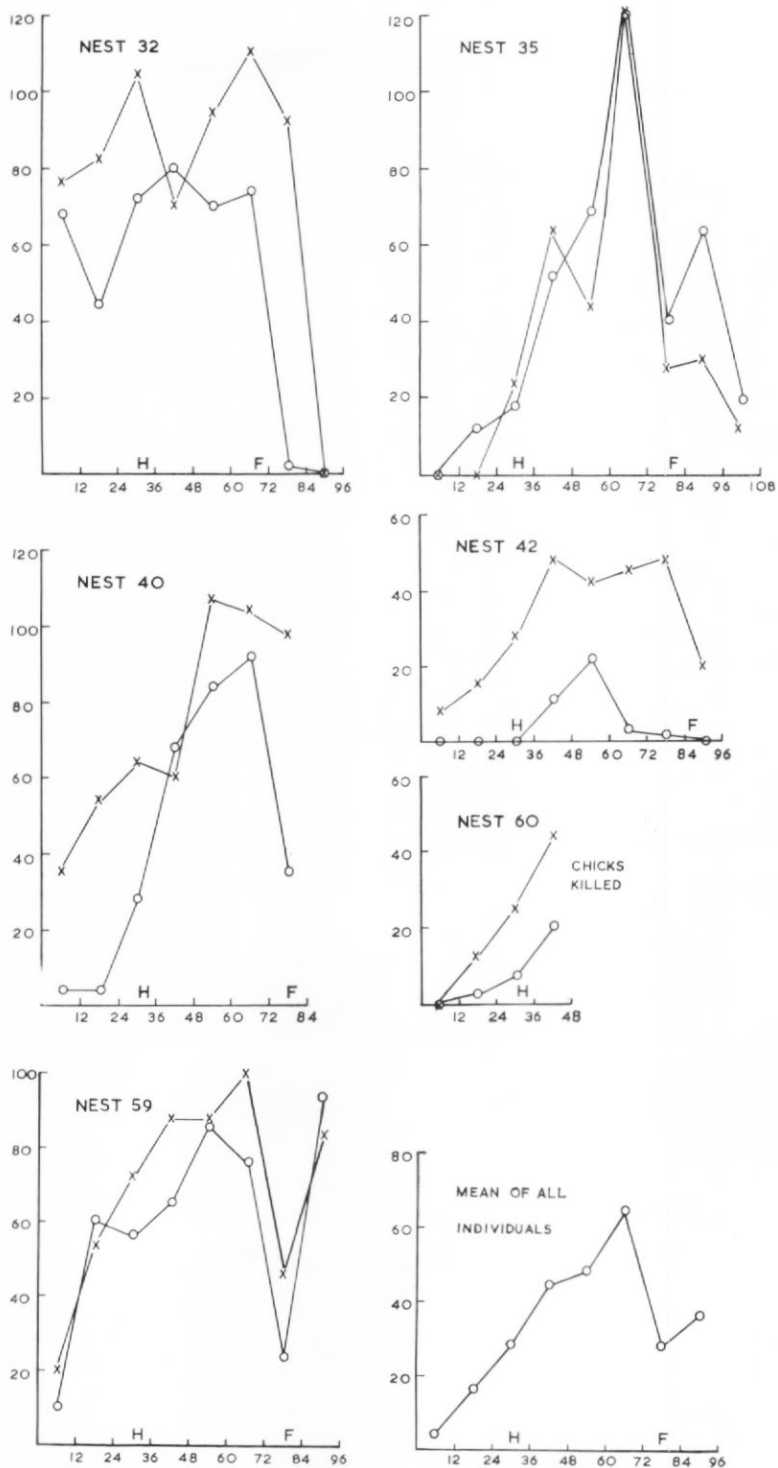 NEST 32
120
100
80
60
40
20
H F
12 24 36 48 60 72 84 96
NEST 35
120
100
80
60
40
20
H F
12 24 36 48 60 72 84 96 108
NEST 40
120
100
80
60
40
20
H F
12 24 36 48 60 72 84
NEST 42
60
40
20
H F
12 24 36 48 60 72 84 96
NEST 60
60
40
20
CHICKS
KILLED
H
12 24 36 48
NEST 59
100
80
60
40
20
H F
12 24 36 48 60 72 84 96
80
60
40
20
MEAN OF ALL
INDIVIDUALS
H F
12 24 36 48 60 72 84 96